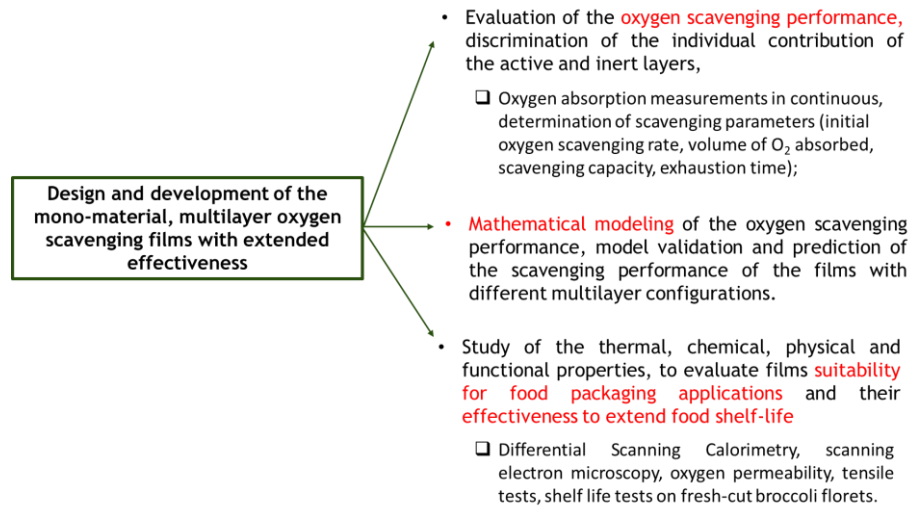 Design and development of the
mono-material, multilayer oxygen
scavenging films with extended
effectiveness
• Evaluation of the oxygen scavenging performance,
discrimination of the individual contribution of
the active and inert layers,
❑ Oxygen absorption measurements in continuous,
determination of scavenging parameters (initial
oxygen scavenging rate, volume of O₂ absorbed,
scavenging capacity, exhaustion time);
• Mathematical modeling of the oxygen scavenging
performance, model validation and prediction of
the scavenging performance of the films with
different multilayer configurations.
• Study of the thermal, chemical, physical and
functional properties, to evaluate films suitability
for food packaging applications and their
effectiveness to extend food shelf-life
❑ Differential Scanning Calorimetry, scanning
electron microscopy, oxygen permeability, tensile
tests, shelf life tests on fresh-cut broccoli florets.